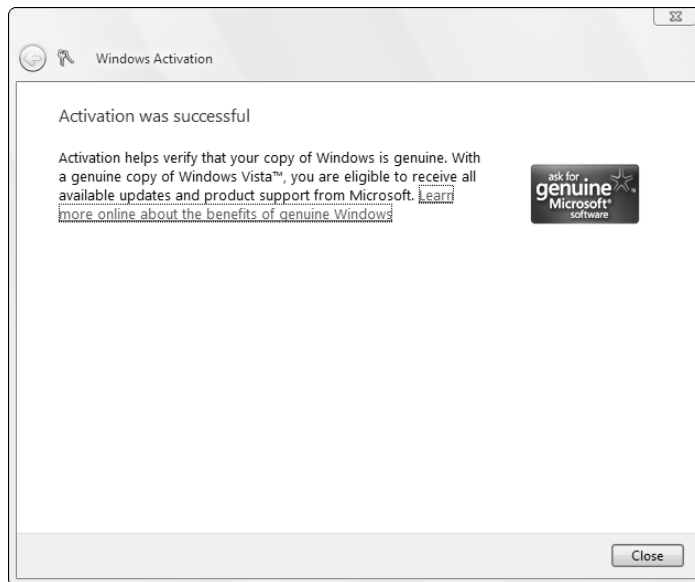 Windows Activation
Activation was successful
Activation helps verify that your copy of Windows is genuine. With
a genuine copy of Windows Vista™, you are eligible to receive all
available updates and product support from Microsoft. Learn
more online about the benefits of genuine Windows
ask for
genuine
Microsoft®
software
Close